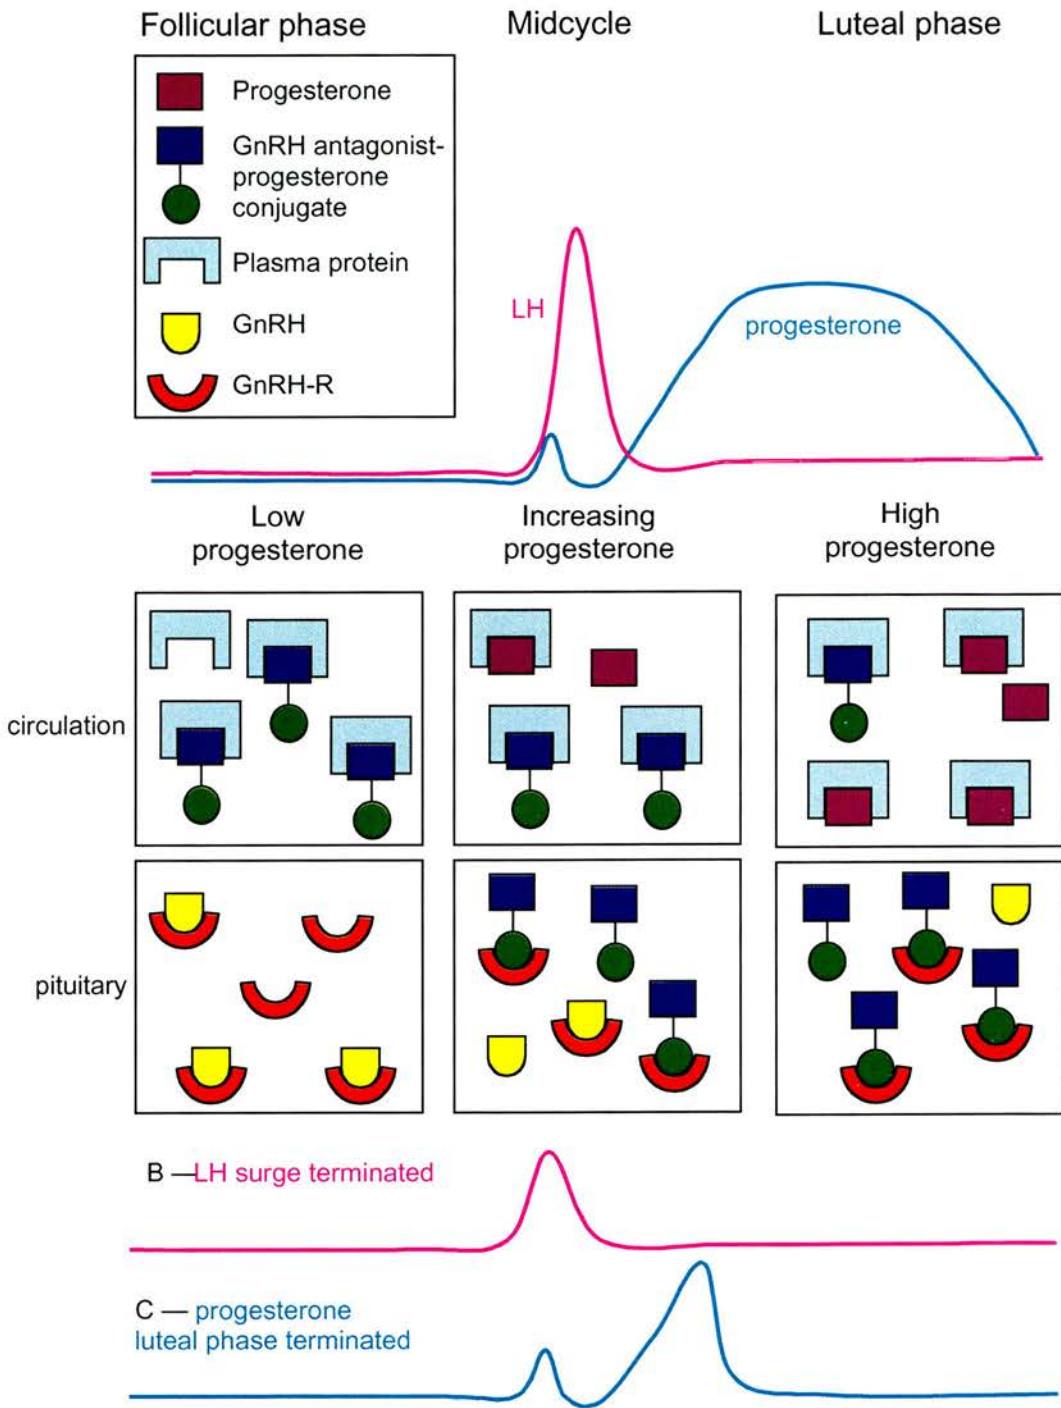 Follicular phase
Midcycle
Luteal phase
Progesterone
GnRH antagonist-
progesterone
conjugate
Plasma protein
GnRH
GnRH-R
LH
progesterone
Low
progesterone
Increasing
progesterone
High
progesterone
circulation
pituitary
B — LH surge terminated
C — progesterone
luteal phase terminated